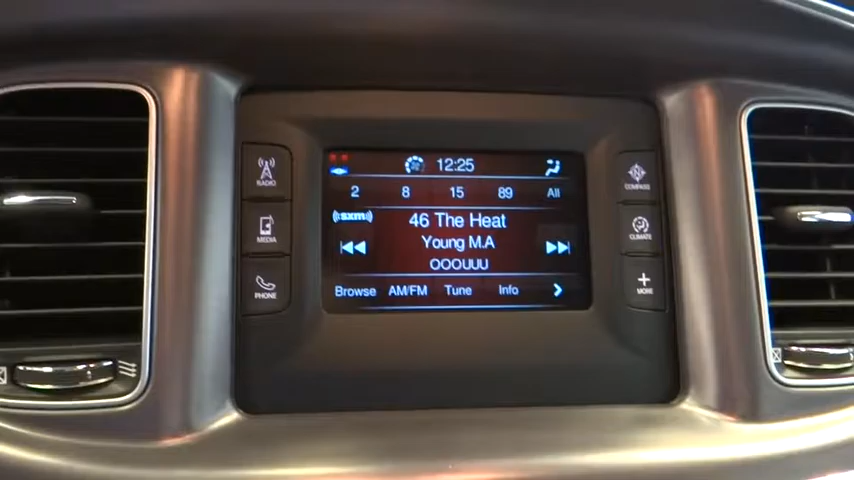 12:25
2 8 15 89 All
((sxm))
46 The Heat
Young M.A
OOOUUU
Browse AM/FM Tune Info
RADIO
MEDIA
PHONE
COMPASS
CLIMATE
MORE